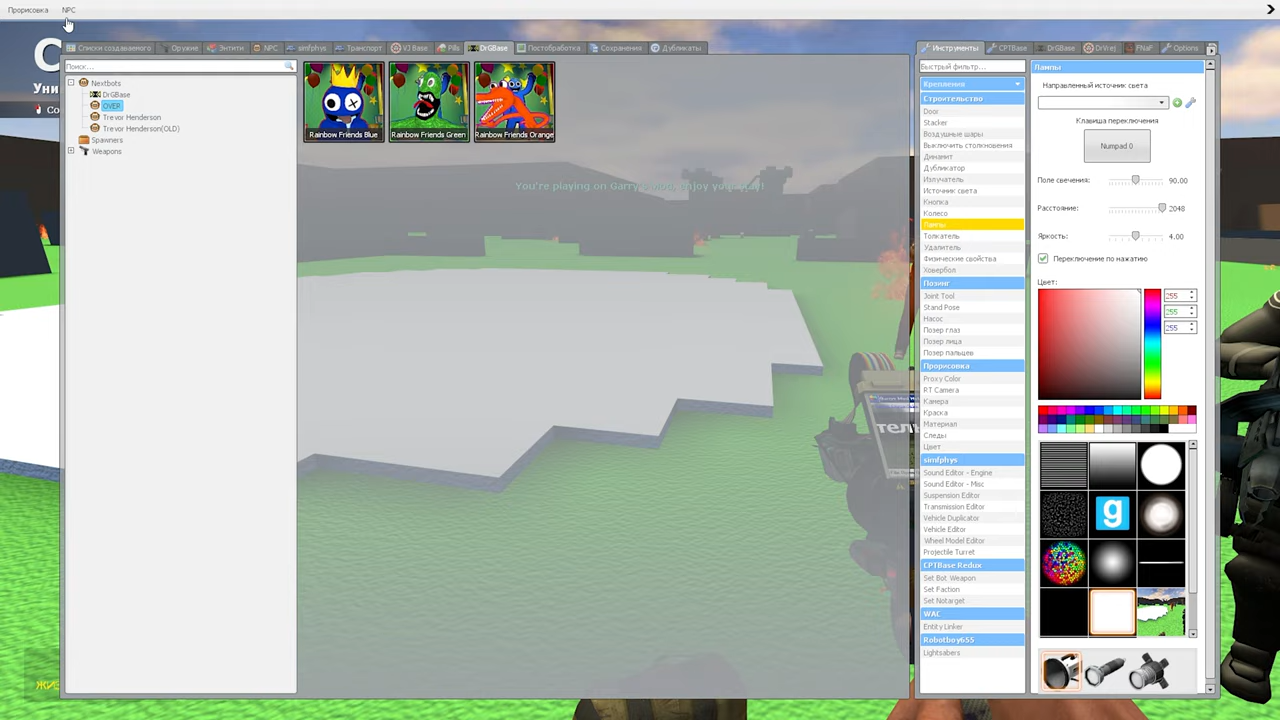 Прорисовка NPC
Списки создаваемого Оружие Энтити NPC simfphys Транспорт VJ Base Pills DrGBase Постобработка Сохранения Дубликаты
Поиск...
Nextbots
DrGBase
OVER
Trevor Henderson
Trevor Henderson(OLD)
Spawners
Weapons
Rainbow Friends Blue Rainbow Friends Green Rainbow Friends Orange
You're playing on Garry's Mod, enjoy your stay!
Инструменты CPTBase DrGBase DrVrej FNaF Options
Быстрый фильтр...
Крепления
Строительство
Door
Stacker
Воздушные шары
Выключить столкновения
Динамит
Дубликатор
Излучатель
Источник света
Кнопка
Колесо
Лампы
Толкатель
Удалитель
Физические свойства
Ховербол
Позинг
Joint Tool
Stand Pose
Насос
Позер глаз
Позер лица
Позер пальцев
Прорисовка
Proxy Color
RT Camera
Камера
Краска
Материал
Следы
Цвет
simfphys
Sound Editor - Engine
Sound Editor - Misc
Suspension Editor
Transmission Editor
Vehicle Duplicator
Vehicle Editor
Wheel Model Editor
Projectile Turret
CPTBase Redux
Set Bot Weapon
Set Faction
Set Notarget
WAC
Entity Linker
Robotboy655
Lightsabers
Лампы
Направленный источник света
Клавиша переключения
Numpad 0
Поле свечения: 90.00
Расстояние: 2048
Яркость: 4.00
Переключение по нажатию
Цвет:
255
255
255
g